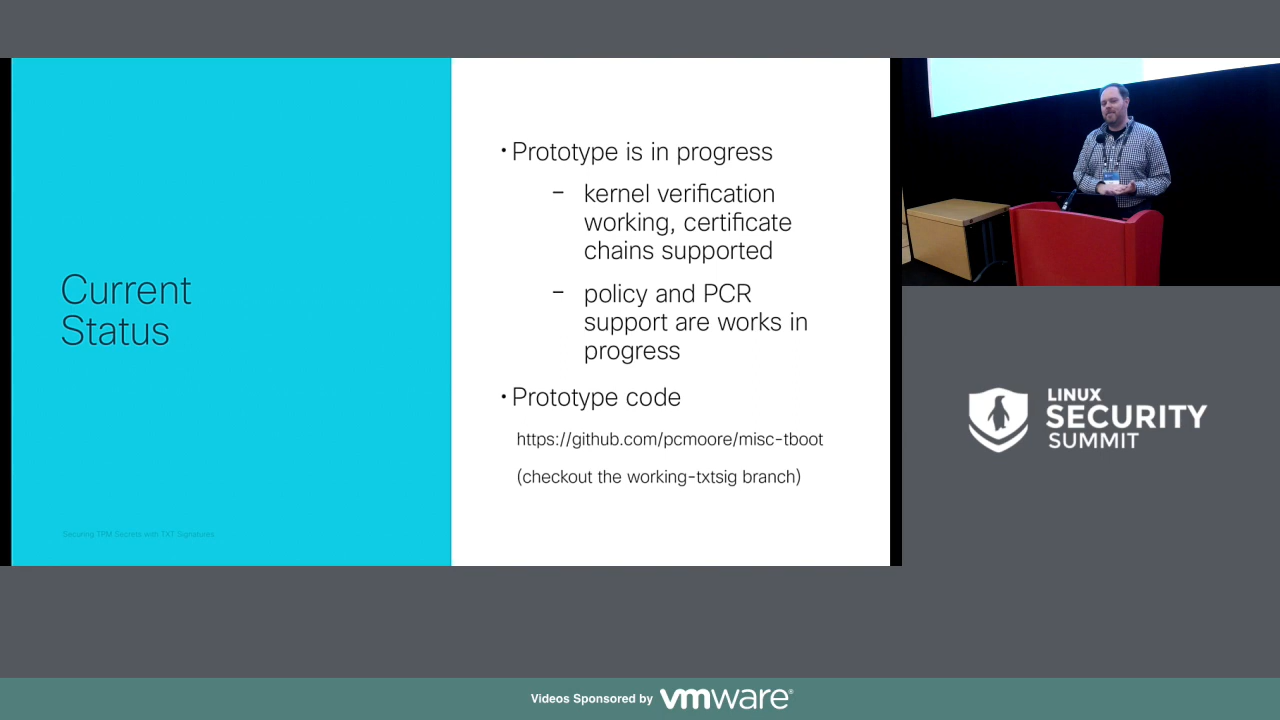 Current
Status
Securing TPM Secrets with TXT Signatures
• Prototype is in progress
– kernel verification
working, certificate
chains supported
– policy and PCR
support are works in
progress
• Prototype code
https://github.com/pcmoore/misc-tboot
(checkout the working-txtsig branch)
LINUX
SECURITY
SUMMIT
Videos Sponsored by vmware®